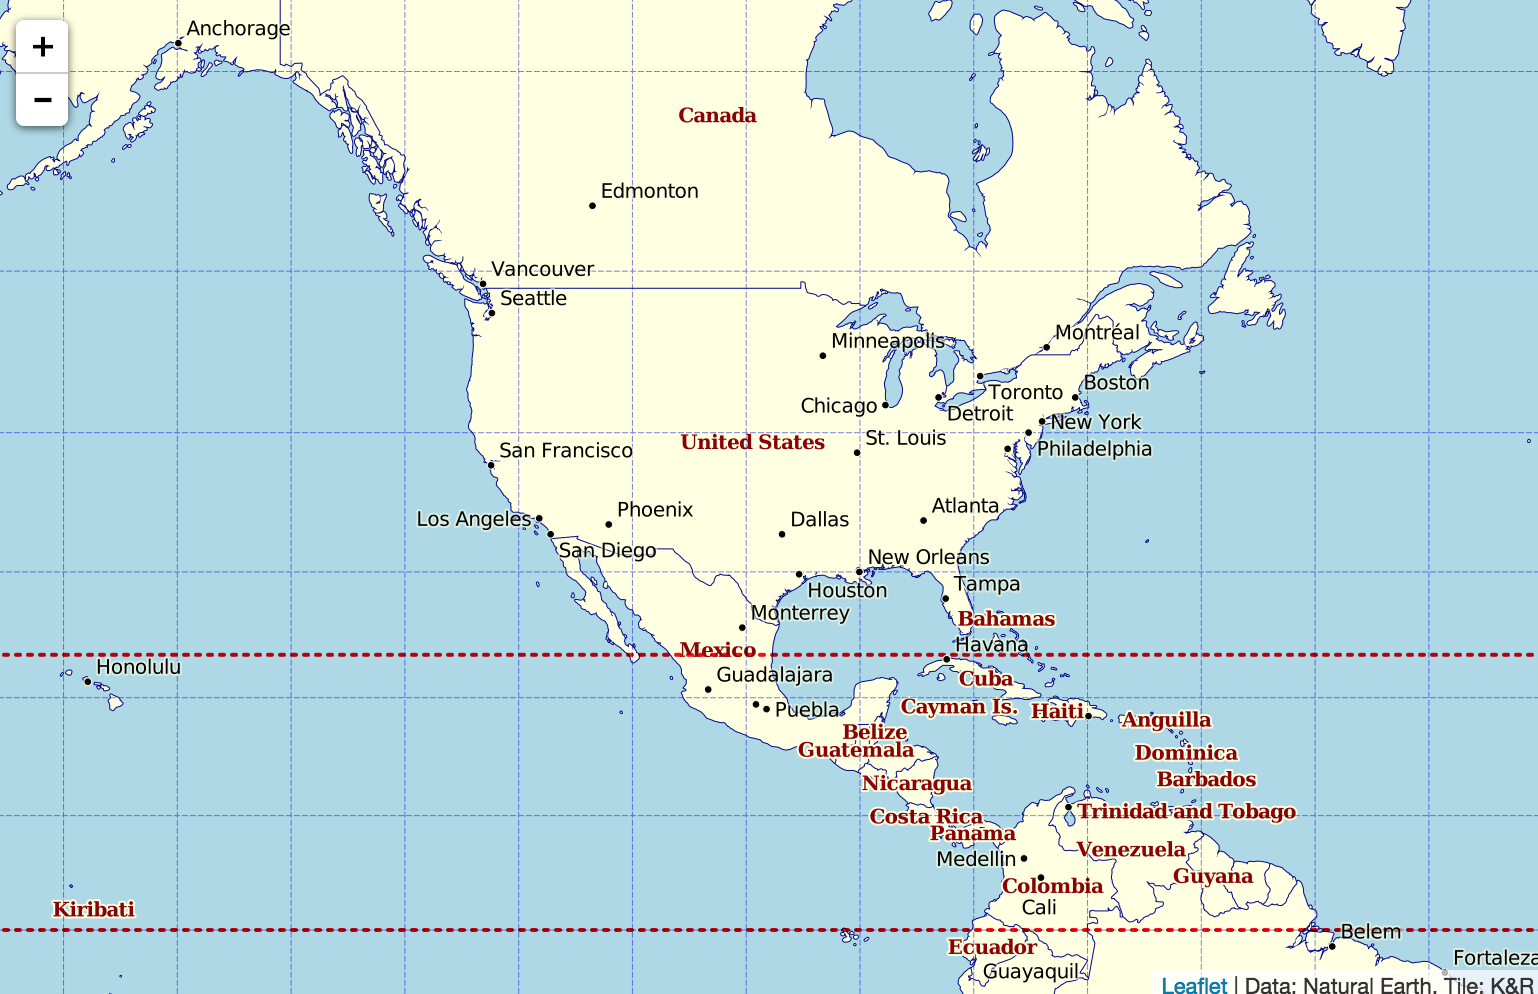 Anchorage
+
−
Canada
Edmonton
Vancouver
Seattle
Montréal
Minneapolis
Boston
Toronto
Chicago
Detroit
New York
St. Louis
United States
Philadelphia
San Francisco
Atlanta
Phoenix
Los Angeles
Dallas
San Diego
New Orleans
Tampa
Houston
Monterrey
Bahamas
Havana
Mexico
Honolulu
Guadalajara
Cuba
Cayman Is.
Puebla
Haiti
Anguilla
Belize
Guatemala
Dominica
Nicaragua
Barbados
Trinidad and Tobago
Costa Rica
Panama
Venezuela
Medellin
Guyana
Colombia
Kiribati
Cali
Belem
Ecuador
Fortaleza
Guayaquil
Leaflet | Data: Natural Earth, Tile: K&R